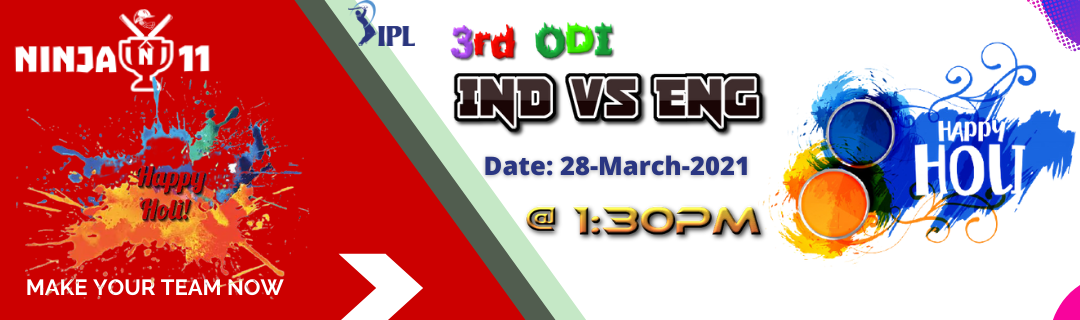 NINJA N 11
Happy
Holi!
MAKE YOUR TEAM NOW
IPL
3rd ODI
IND VS ENG
Date: 28-March-2021
@ 1:30PM
HAPPY
HOLI